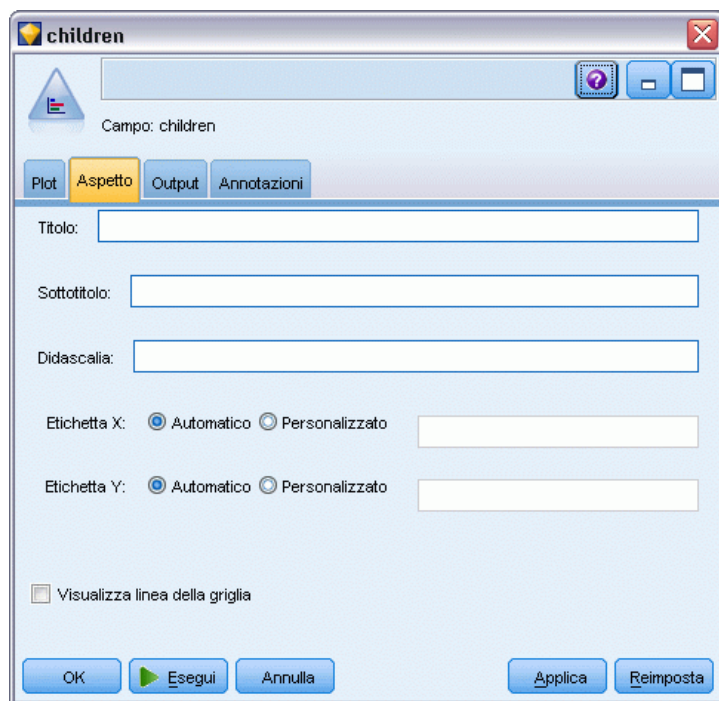 children
Campo: children
Plot Aspetto Output Annotazioni
Titolo:
Sottotitolo:
Didascalia:
Etichetta X: Automatico Personalizzato
Etichetta Y: Automatico Personalizzato
Visualizza linea della griglia
OK Esegui Annulla Applica Reimposta